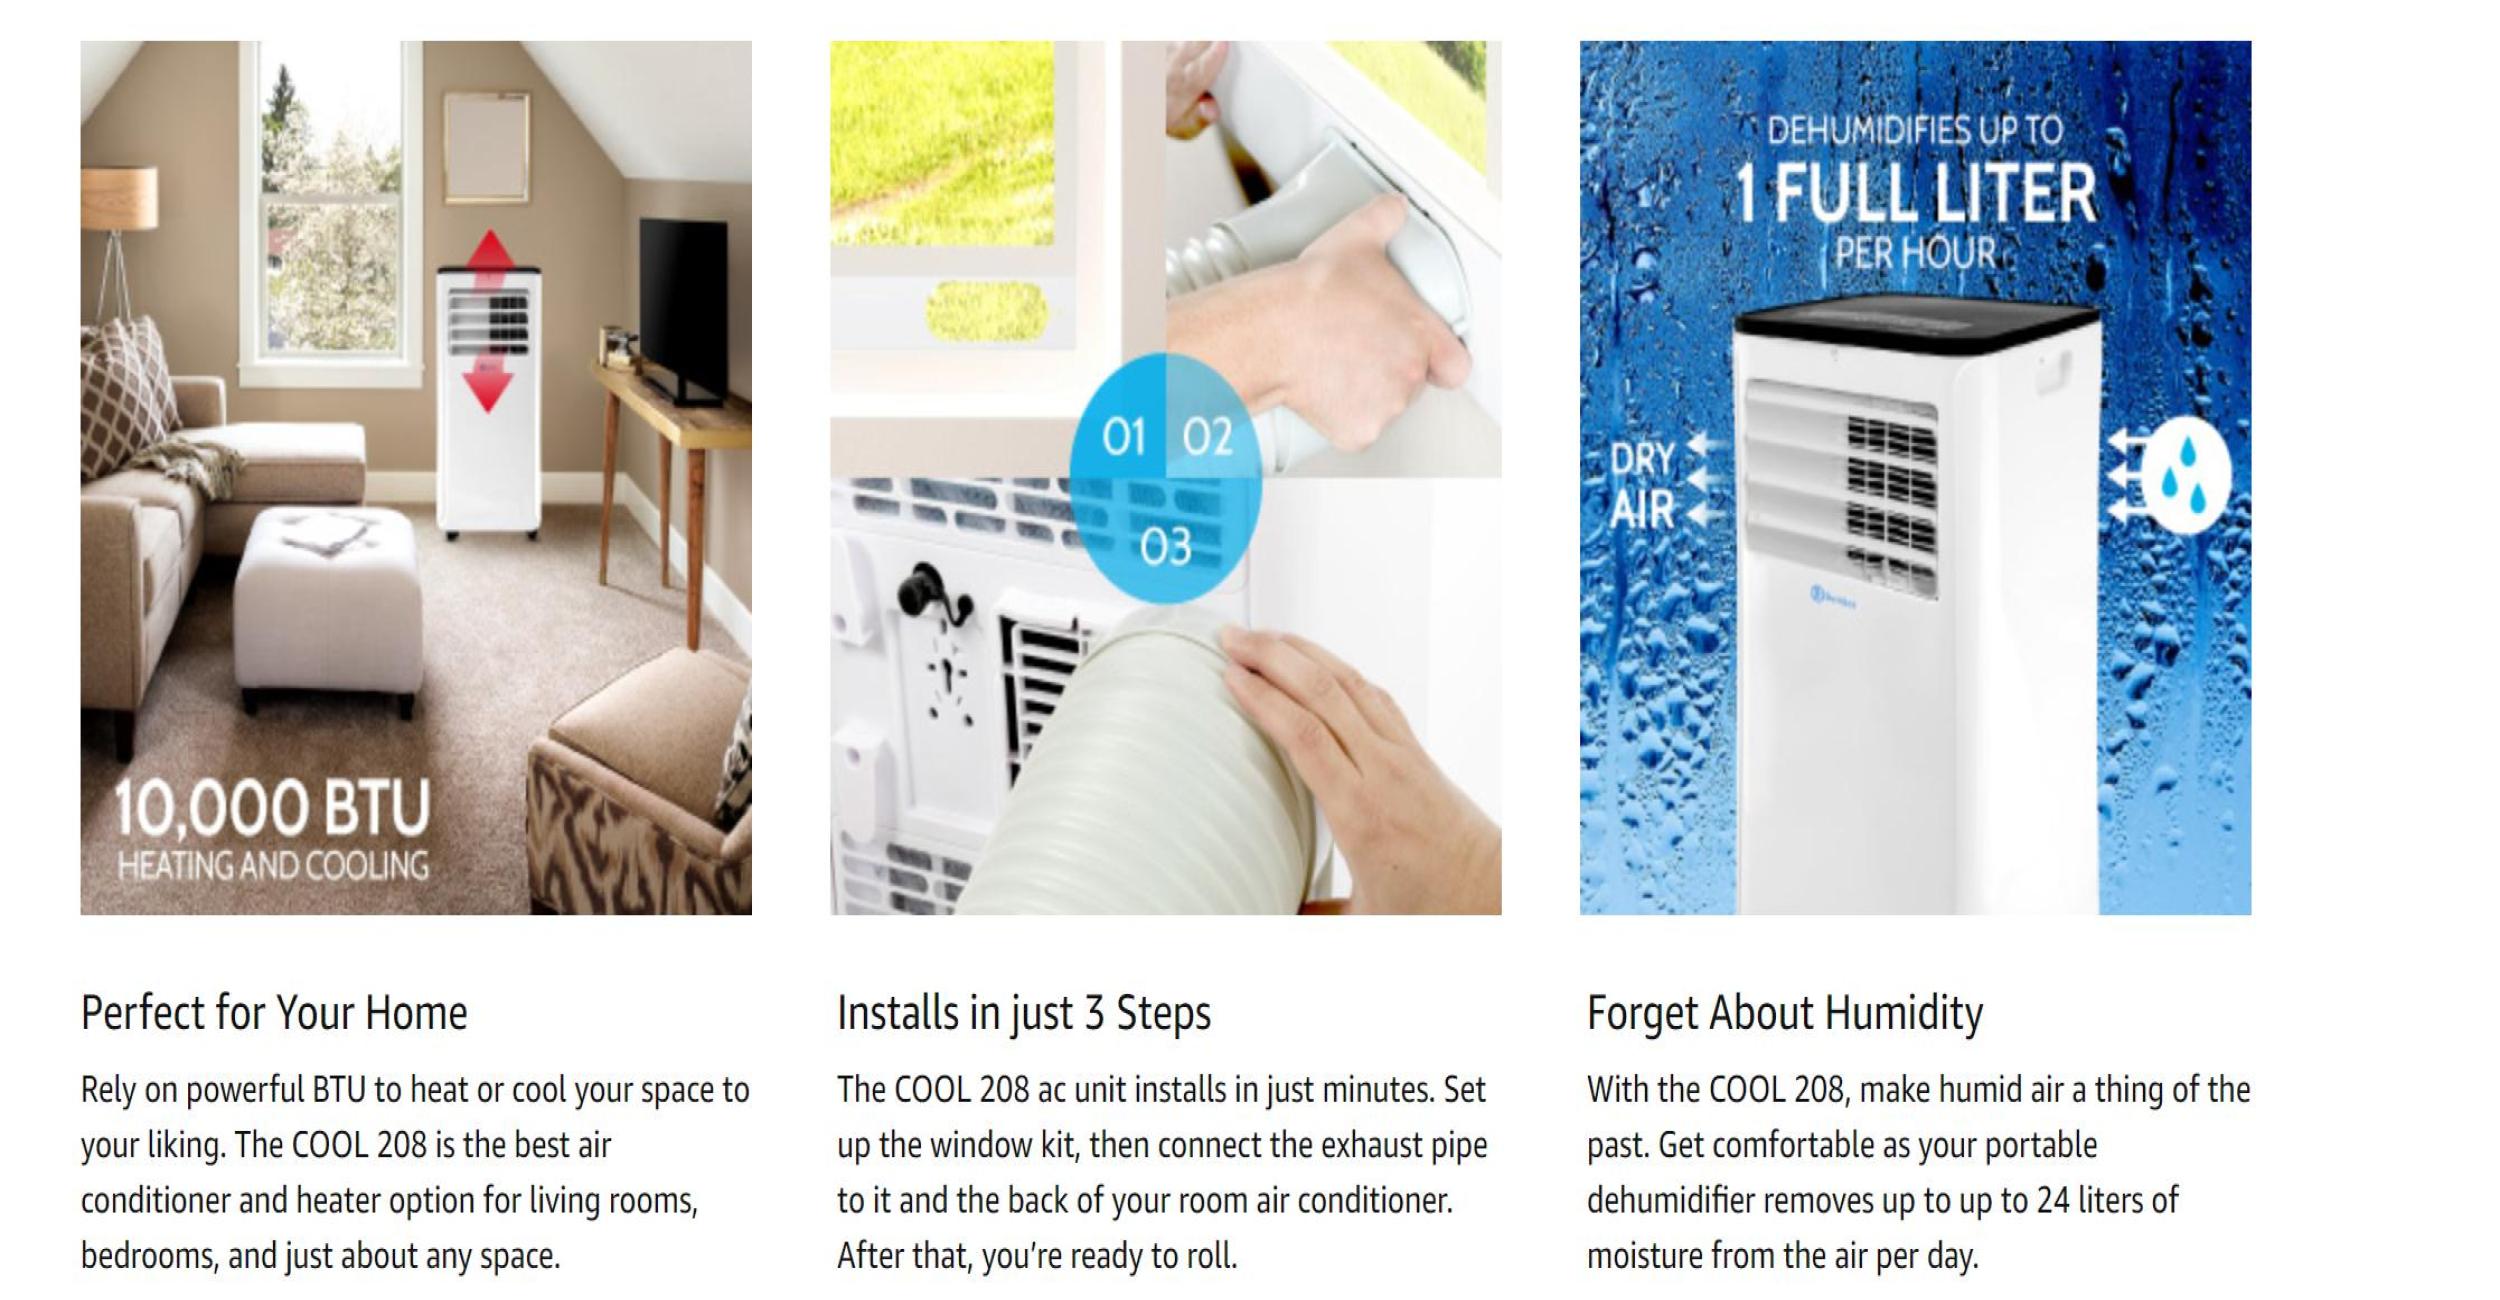 10,000 BTU
HEATING AND COOLING
Perfect for Your Home
Rely on powerful BTU to heat or cool your space to
your liking. The COOL 208 is the best air
conditioner and heater option for living rooms,
bedrooms, and just about any space.
01 02
03
Installs in just 3 Steps
The COOL 208 ac unit installs in just minutes. Set
up the window kit, then connect the exhaust pipe
to it and the back of your room air conditioner.
After that, you’re ready to roll.
DEHUMIDIFIES UP TO
1 FULL LITER
PER HOUR
DRY
AIR
Forget About Humidity
With the COOL 208, make humid air a thing of the
past. Get comfortable as your portable
dehumidifier removes up to up to 24 liters of
moisture from the air per day.